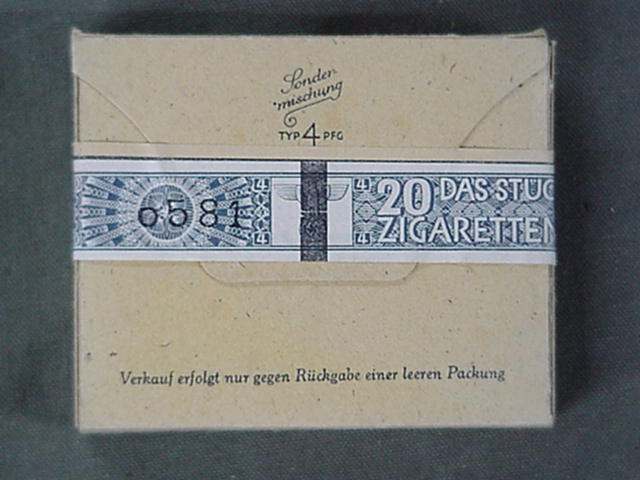 Sonder-
mischung
TYP 4 PFG
4 4 20 DAS STÜC
6581
4 4 ZIGARETTEN
Verkauf erfolgt nur gegen Rückgabe einer leeren Packung